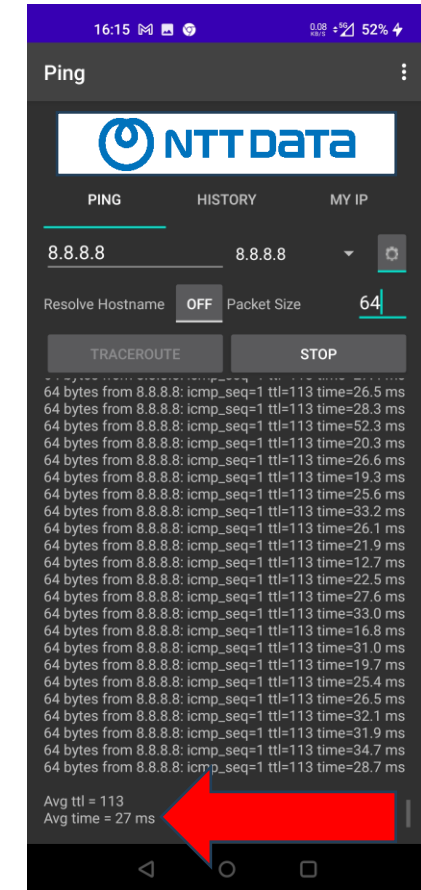 16:15
0.08 KB/S 5G 52%
Ping
NTT DATA
PING HISTORY MY IP
8.8.8.8 8.8.8.8
Resolve Hostname OFF Packet Size 64
TRACEROUTE STOP
64 bytes from 8.8.8.8: icmp_seq=1 ttl=113 time=26.5 ms
64 bytes from 8.8.8.8: icmp_seq=1 ttl=113 time=28.3 ms
64 bytes from 8.8.8.8: icmp_seq=1 ttl=113 time=52.3 ms
64 bytes from 8.8.8.8: icmp_seq=1 ttl=113 time=20.3 ms
64 bytes from 8.8.8.8: icmp_seq=1 ttl=113 time=26.6 ms
64 bytes from 8.8.8.8: icmp_seq=1 ttl=113 time=19.3 ms
64 bytes from 8.8.8.8: icmp_seq=1 ttl=113 time=25.6 ms
64 bytes from 8.8.8.8: icmp_seq=1 ttl=113 time=33.2 ms
64 bytes from 8.8.8.8: icmp_seq=1 ttl=113 time=26.1 ms
64 bytes from 8.8.8.8: icmp_seq=1 ttl=113 time=21.9 ms
64 bytes from 8.8.8.8: icmp_seq=1 ttl=113 time=12.7 ms
64 bytes from 8.8.8.8: icmp_seq=1 ttl=113 time=22.5 ms
64 bytes from 8.8.8.8: icmp_seq=1 ttl=113 time=27.6 ms
64 bytes from 8.8.8.8: icmp_seq=1 ttl=113 time=33.0 ms
64 bytes from 8.8.8.8: icmp_seq=1 ttl=113 time=16.8 ms
64 bytes from 8.8.8.8: icmp_seq=1 ttl=113 time=31.0 ms
64 bytes from 8.8.8.8: icmp_seq=1 ttl=113 time=19.7 ms
64 bytes from 8.8.8.8: icmp_seq=1 ttl=113 time=25.4 ms
64 bytes from 8.8.8.8: icmp_seq=1 ttl=113 time=26.5 ms
64 bytes from 8.8.8.8: icmp_seq=1 ttl=113 time=32.1 ms
64 bytes from 8.8.8.8: icmp_seq=1 ttl=113 time=31.9 ms
64 bytes from 8.8.8.8: icmp_seq=1 ttl=113 time=34.7 ms
64 bytes from 8.8.8.8: icmp_seq=1 ttl=113 time=28.7 ms
Avg ttl = 113
Avg time = 27 ms